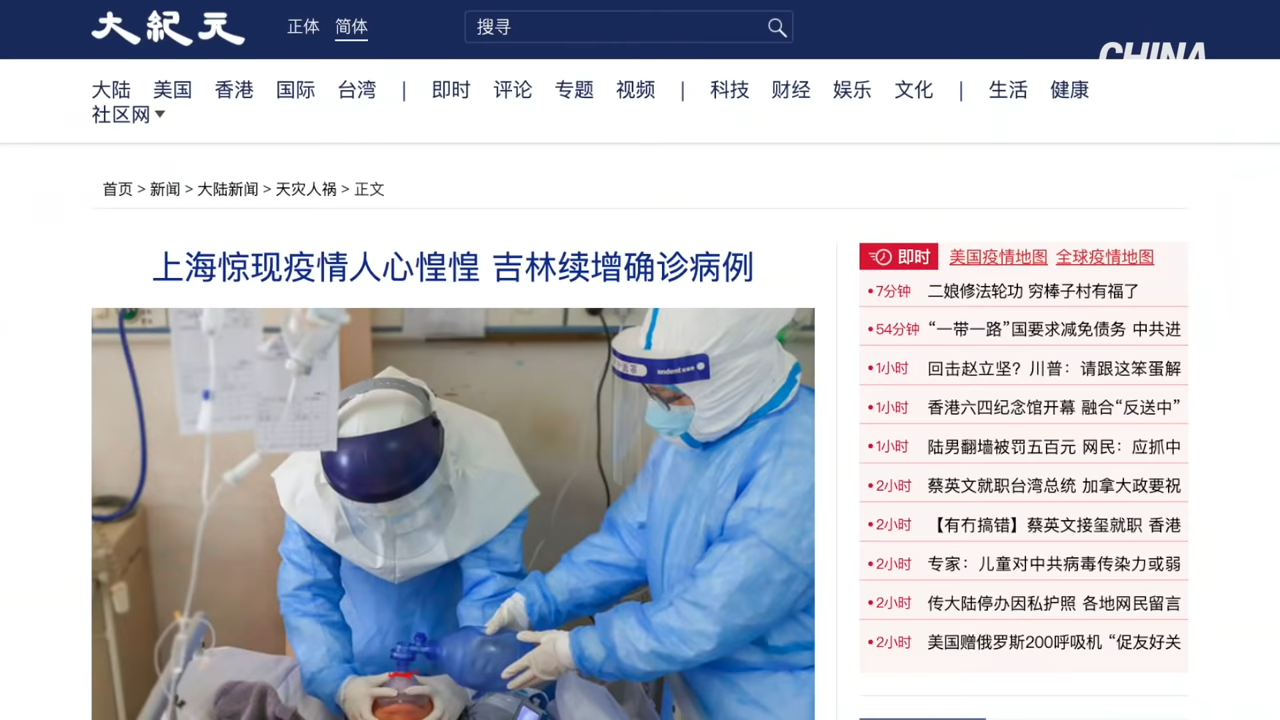 大紀元
正体 简体
搜寻
CHINA
大陆 美国 香港 国际 台湾 | 即时 评论 专题 视频 | 科技 财经 娱乐 文化 | 生活 健康
社区网
首页 > 新闻 > 大陆新闻 > 天灾人祸 > 正文
上海惊现疫情人心惶惶 吉林续增确诊病例
即时 美国疫情地图 全球疫情地图
•7分钟 二娘修法轮功 穷棒子村有福了
•54分钟 “一带一路”国要求减免债务 中共进
•1小时 回击赵立坚？川普：请跟这笨蛋解
•1小时 香港六四纪念馆开幕 融合“反送中”
•1小时 陆男翻墙被罚五百元 网民：应抓中
•2小时 蔡英文就职台湾总统 加拿大政要祝
•2小时 【有冇搞错】蔡英文接玺就职 香港
•2小时 专家：儿童对中共病毒传染力或弱
•2小时 传大陆停办因私护照 各地网民留言
•2小时 美国赠俄罗斯200呼吸机 “促友好关